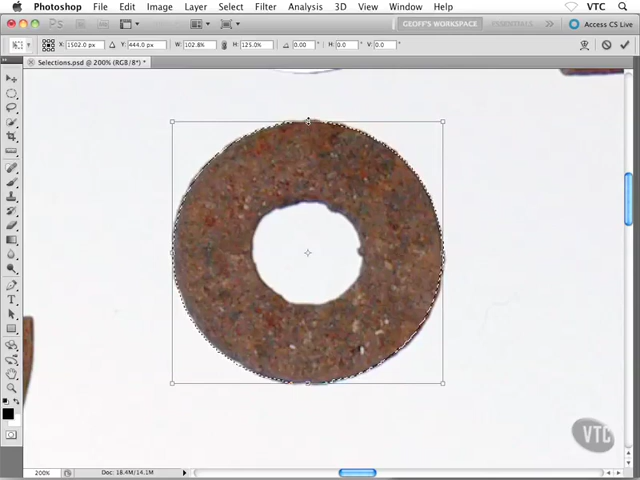 Photoshop File Edit Image Layer Select Filter Analysis 3D View Window Help VTC
GEOFF'S WORKSPACE ESSENTIALS Access CS Live
X: 1502.0 px Y: 444.0 px W: 102.8% H: 125.0% 0.00 ° H: 0.0 ° V: 0.0 °
Selections.psd @ 200% (RGB/8*) *
VTC
200% Doc: 18.4M/14.1M